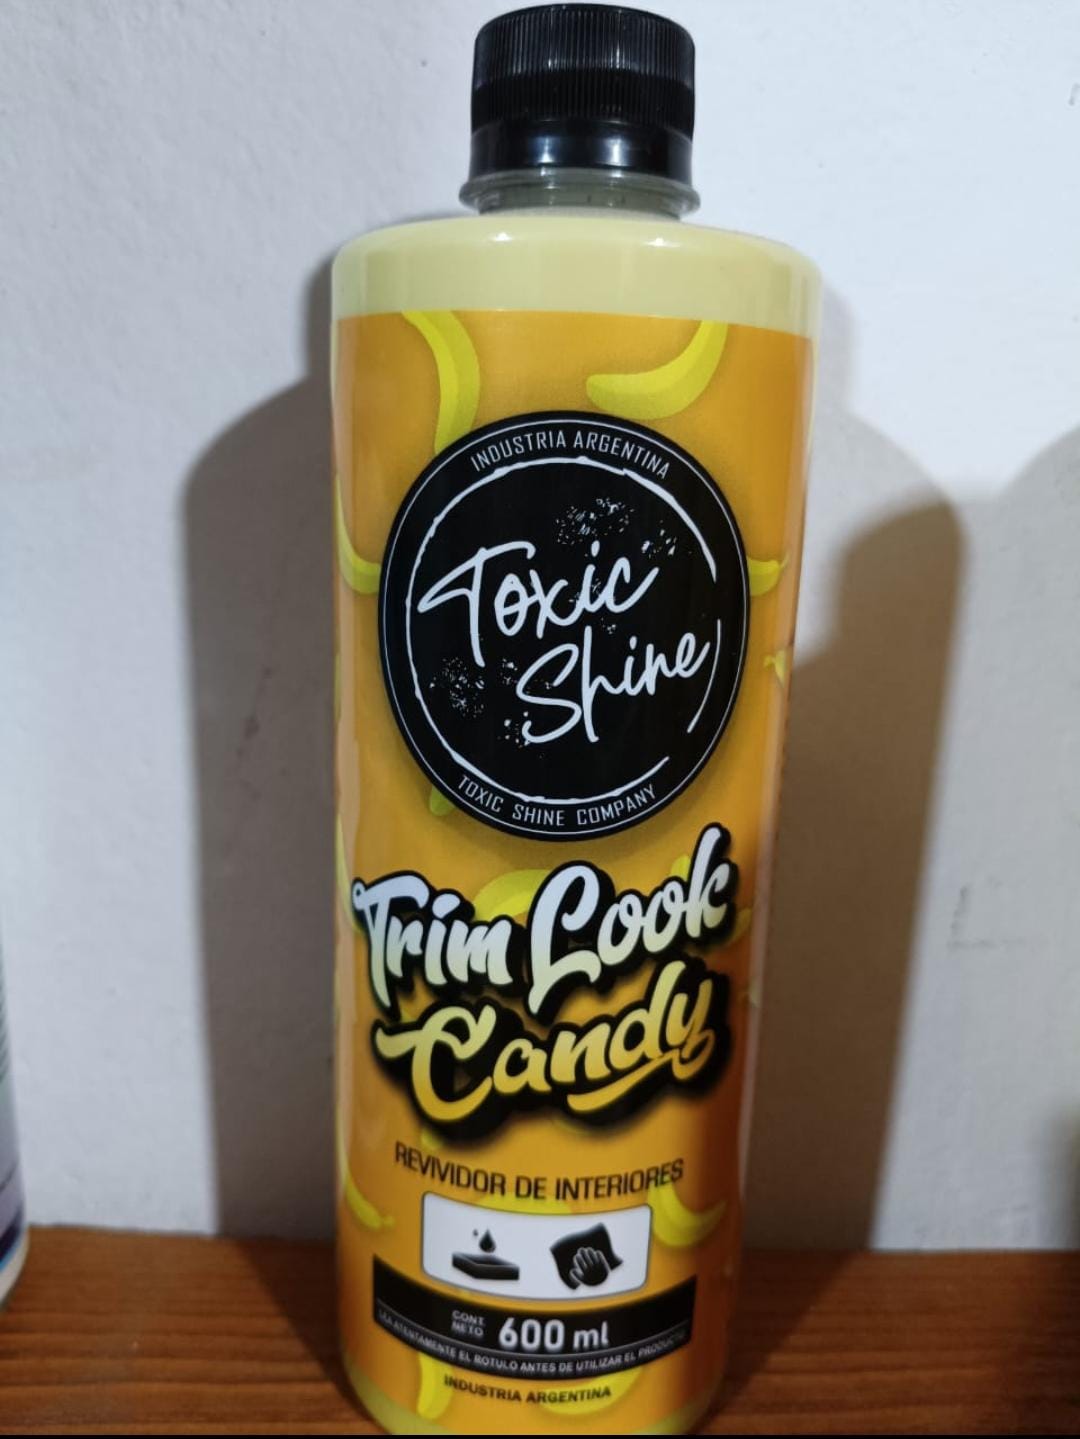 INDUSTRIA ARGENTINA
Toxic
Shine
TOXIC SHINE COMPANY
Trim Look
Candy
REVIVIDOR DE INTERIORES
CONT.
NETO
600 ml
LEA ATENTAMENTE EL ROTULO ANTES DE UTILIZAR EL PRODUCTO
INDUSTRIA ARGENTINA